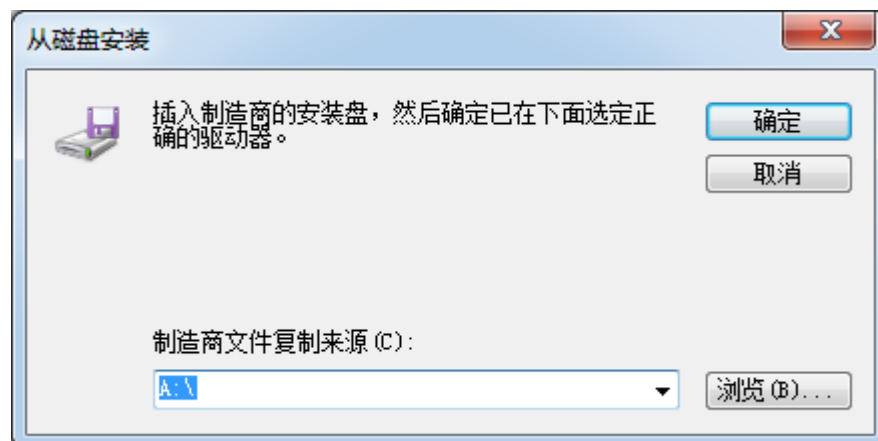 从磁盘安装
插入制造商的安装盘，然后确定已在下面选定正
确的驱动器。
确定
取消
制造商文件复制来源(C):
A:\
浏览(B)...